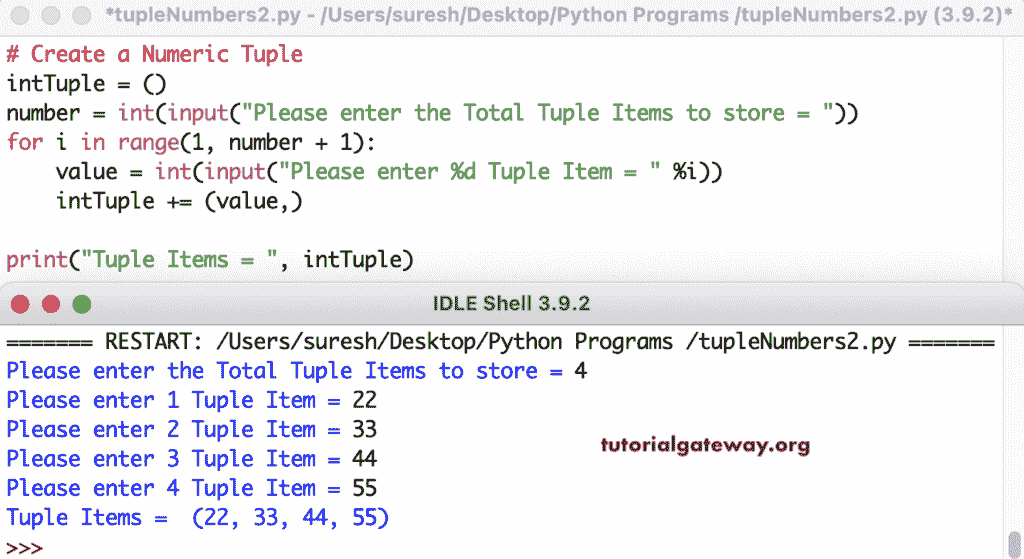 *tupleNumbers2.py - /Users/suresh/Desktop/Python Programs /tupleNumbers2.py (3.9.2)*
# Create a Numeric Tuple
intTuple = ()
number = int(input("Please enter the Total Tuple Items to store = "))
for i in range(1, number + 1):
    value = int(input("Please enter %d Tuple Item = " %i))
    intTuple += (value,)
print("Tuple Items = ", intTuple)
IDLE Shell 3.9.2
======= RESTART: /Users/suresh/Desktop/Python Programs /tupleNumbers2.py =======
Please enter the Total Tuple Items to store = 4
Please enter 1 Tuple Item = 22
Please enter 2 Tuple Item = 33
tutorialgateway.org
Please enter 3 Tuple Item = 44
Please enter 4 Tuple Item = 55
Tuple Items =  (22, 33, 44, 55)
>>>